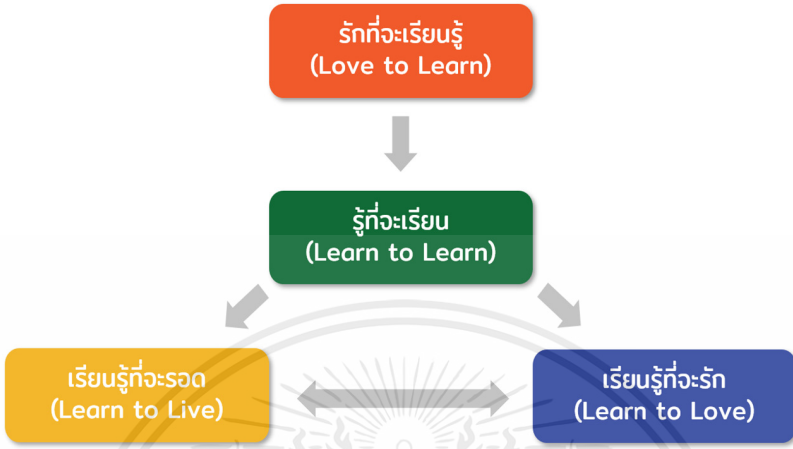 รักที่จะเรียนรู้
(Love to Learn)
รู้ที่จะเรียน
(Learn to Learn)
เรียนรู้ที่จะรอด
(Learn to Live)
เรียนรู้ที่จะรัก
(Learn to Love)